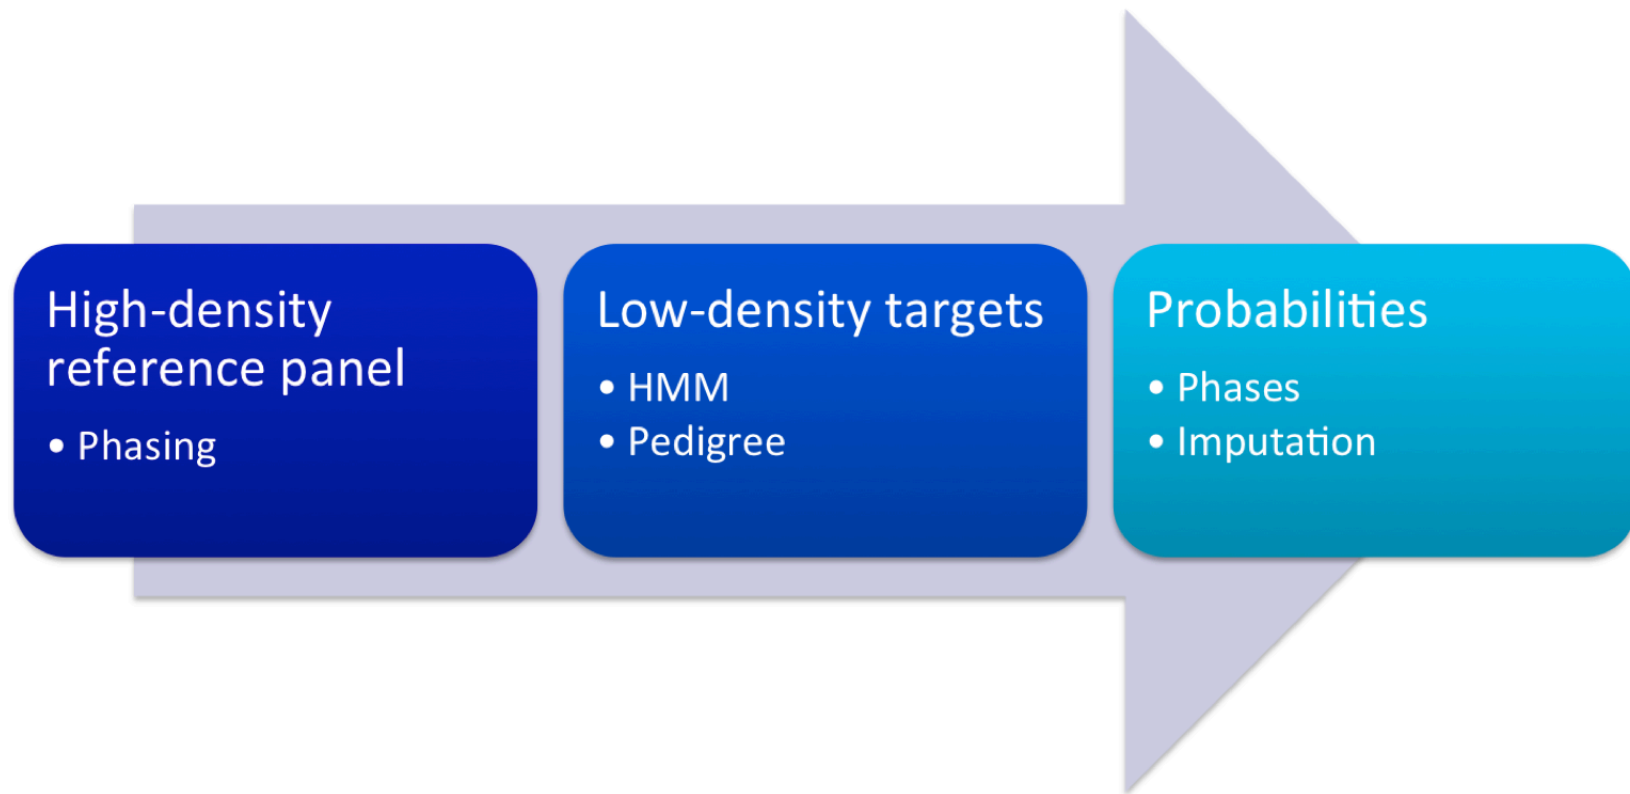 High-density
reference panel
• Phasing
Low-density targets
• HMM
• Pedigree
Probabilities
• Phases
• Imputation